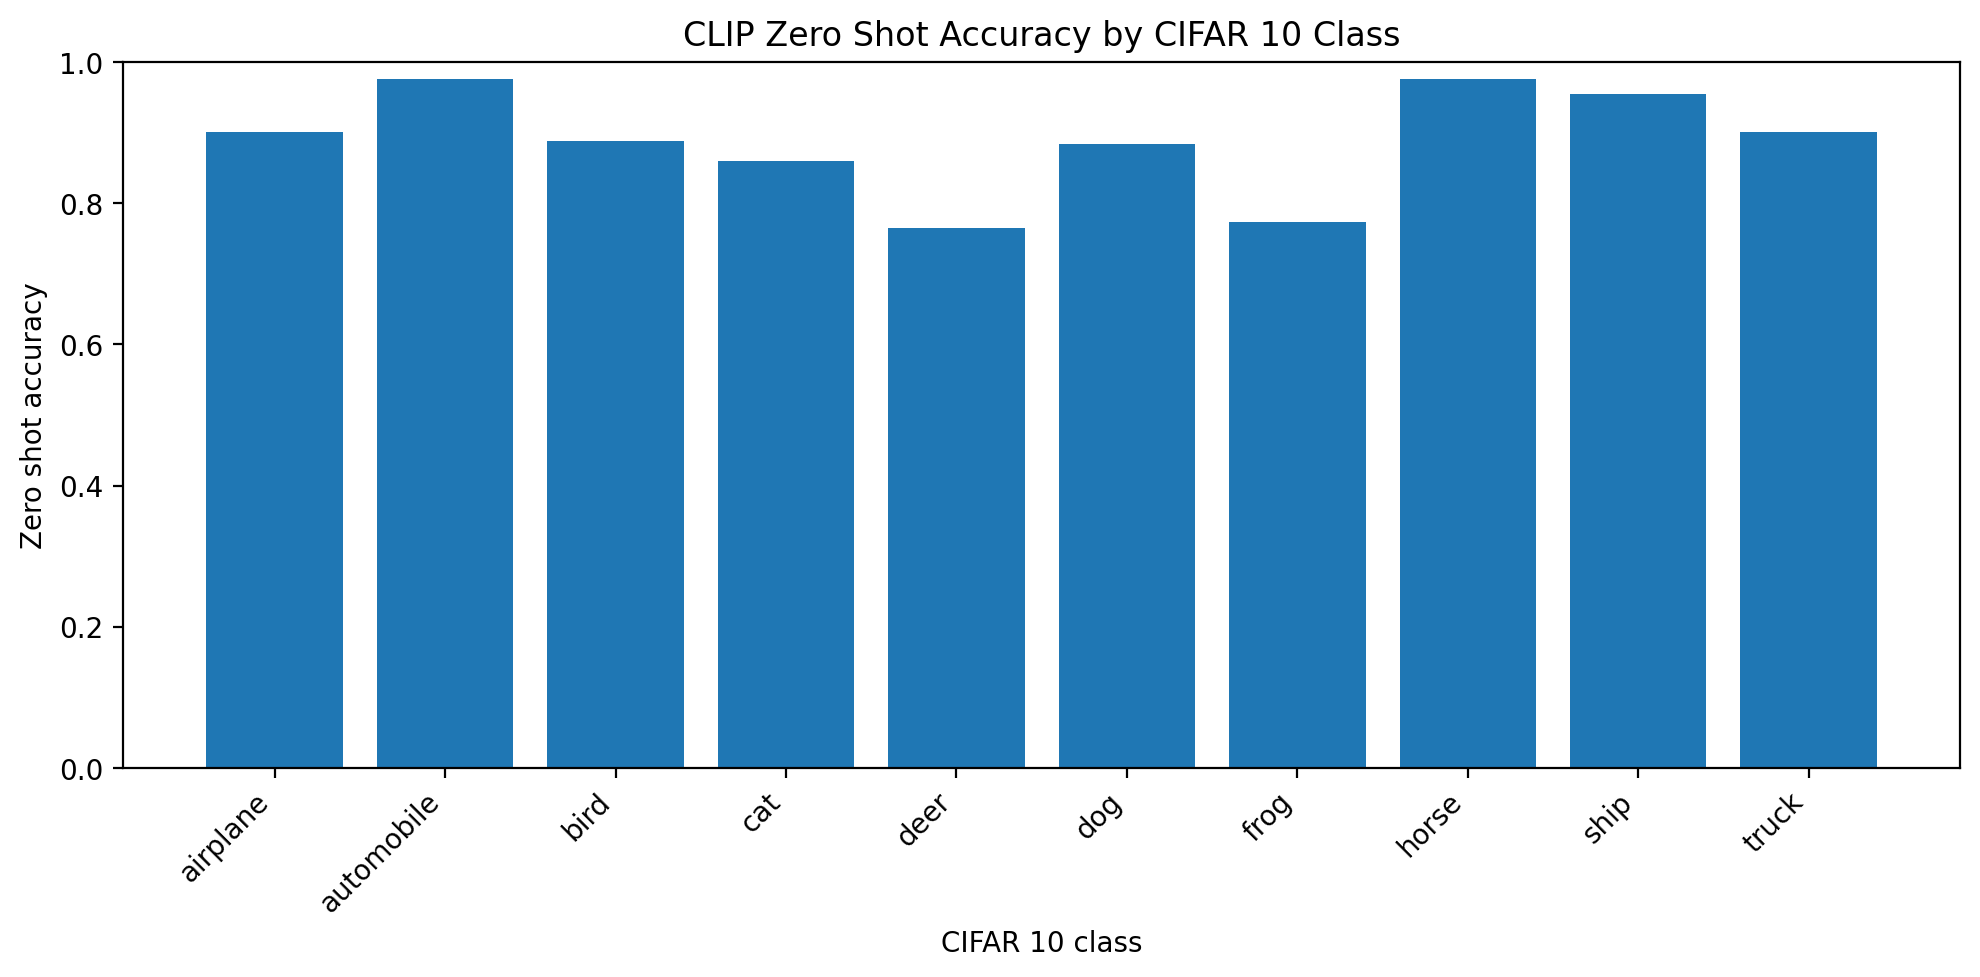 CLIP Zero Shot Accuracy by CIFAR 10 Class
Zero shot accuracy
1.0
0.8
0.6
0.4
0.2
0.0
airplane
automobile
bird
cat
deer
dog
frog
horse
ship
truck
CIFAR 10 class